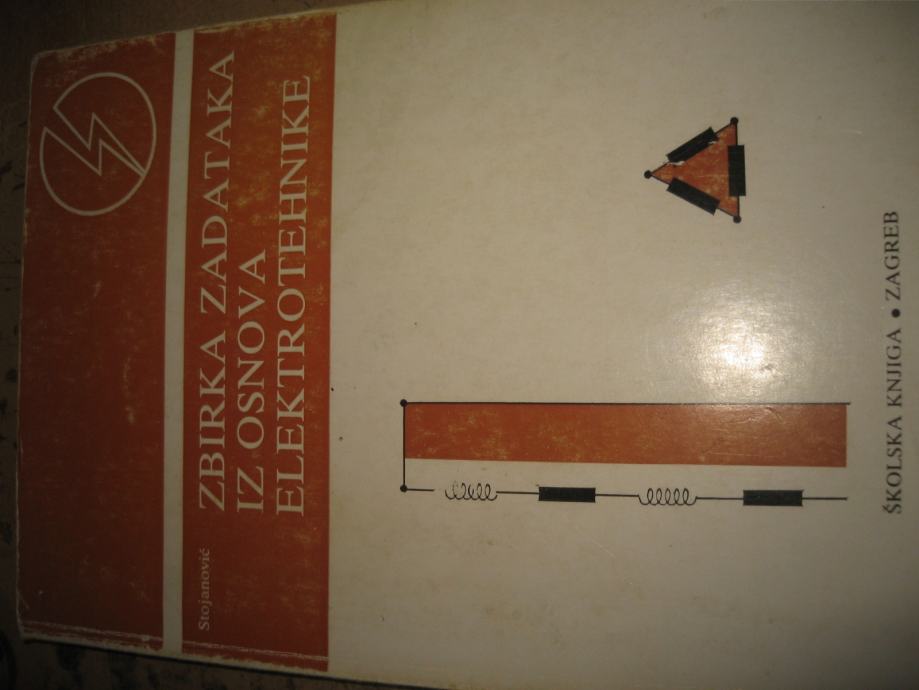 Stojanović
ZBIRKA ZADATAKA
IZ OSNOVA
ELEKTROTEHNIKE
ŠKOLSKA KNJIGA • ZAGREB